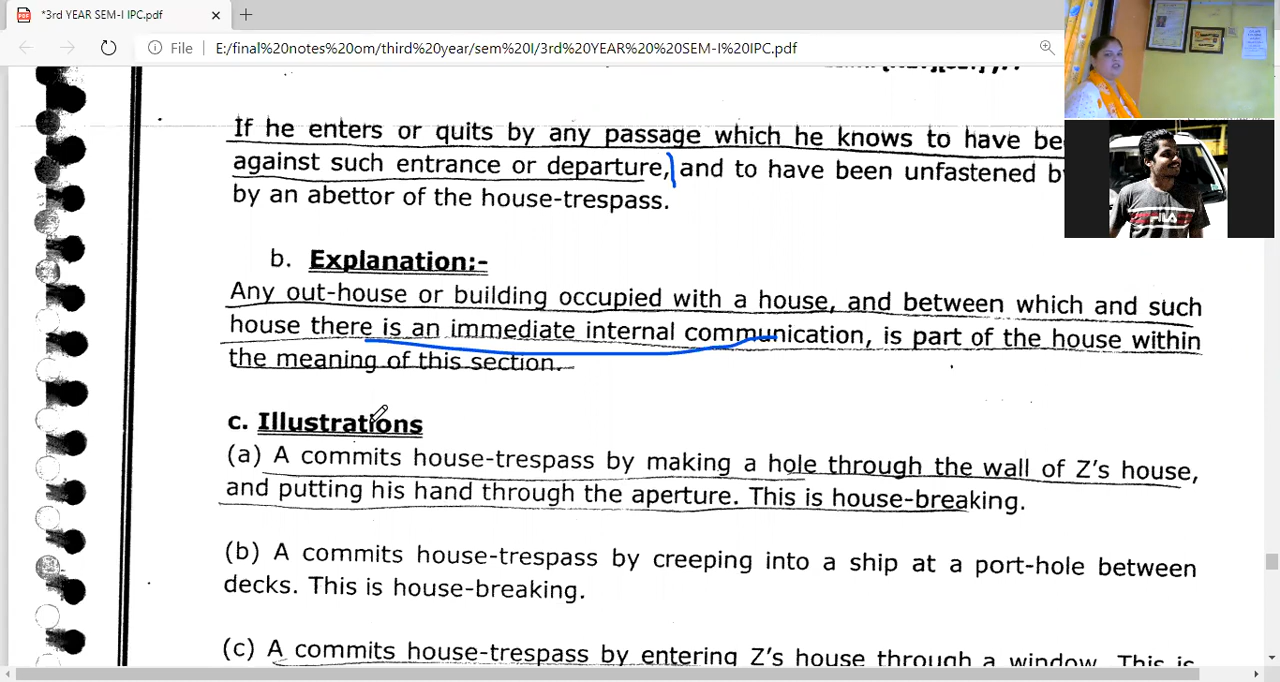 *3rd YEAR SEM-I IPC.pdf
File
E:/final%20notes%20om/third%20year/sem%20I/3rd%20YEAR%20%20SEM-I%20IPC.pdf
If he enters or quits by any passage which he knows to have be
against such entrance or departure, and to have been unfastened b
by an abettor of the house-trespass.
b. Explanation:-
Any out-house or building occupied with a house, and between which and such
house there is an immediate internal communication, is part of the house within
the meaning of this section.
c. Illustrations
(a) A commits house-trespass by making a hole through the wall of Z's house,
and putting his hand through the aperture. This is house-breaking.
(b) A commits house-trespass by creeping into a ship at a port-hole between
decks. This is house-breaking.
(c) A commits house-trespass by entering Z's house through a window. This is
FILA